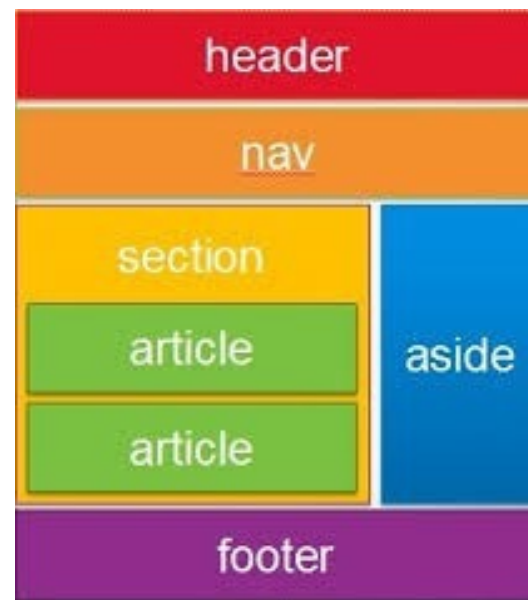 header
nav
section
article
article
aside
footer